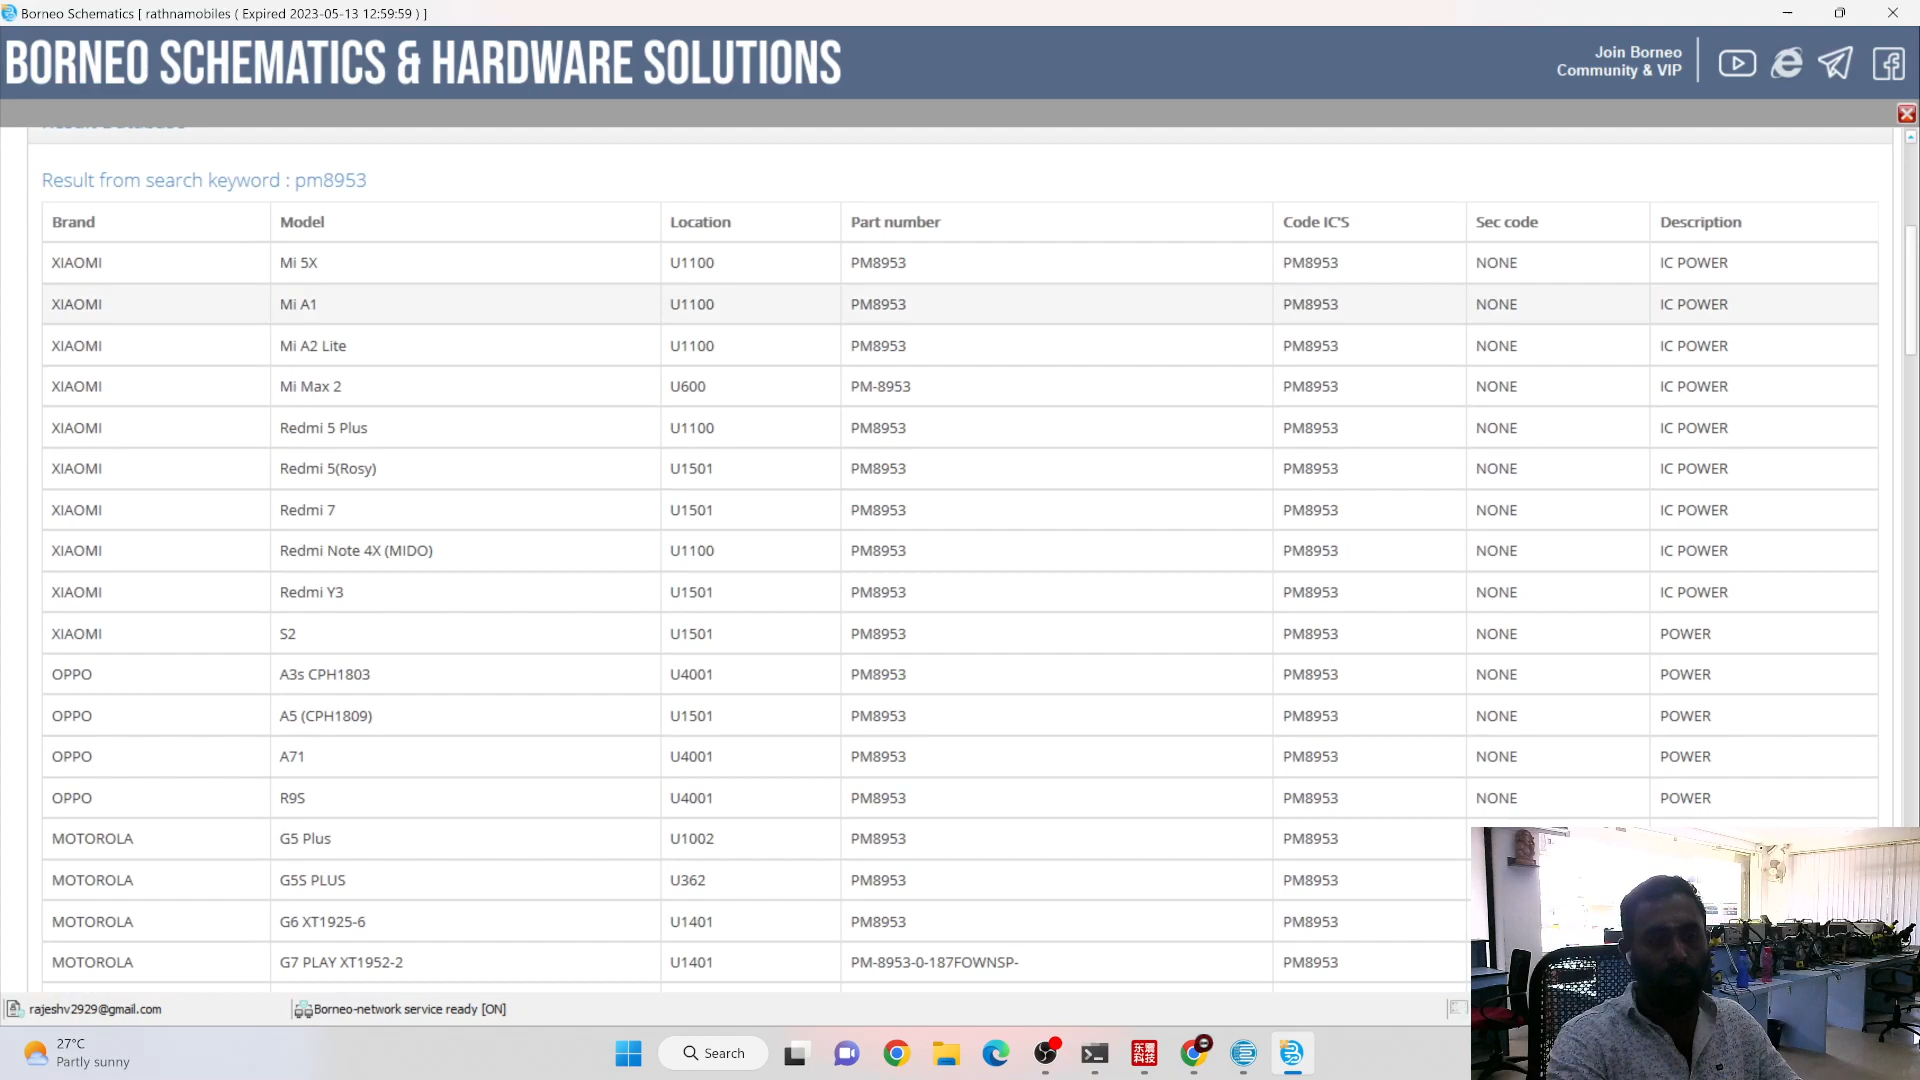 Borneo Schematics [ rathnamobiles ( Expired 2023-05-13 12:59:59 ) ]
BORNEO SCHEMATICS & HARDWARE SOLUTIONS
Join Borneo
Community & VIP
Result Database
Result from search keyword : pm8953
Brand Model Location Part number Code IC'S Sec code Description
XIAOMI Mi 5X U1100 PM8953 PM8953 NONE IC POWER
XIAOMI Mi A1 U1100 PM8953 PM8953 NONE IC POWER
XIAOMI Mi A2 Lite U1100 PM8953 PM8953 NONE IC POWER
XIAOMI Mi Max 2 U600 PM-8953 PM8953 NONE IC POWER
XIAOMI Redmi 5 Plus U1100 PM8953 PM8953 NONE IC POWER
XIAOMI Redmi 5(Rosy) U1501 PM8953 PM8953 NONE IC POWER
XIAOMI Redmi 7 U1501 PM8953 PM8953 NONE IC POWER
XIAOMI Redmi Note 4X (MIDO) U1100 PM8953 PM8953 NONE IC POWER
XIAOMI Redmi Y3 U1501 PM8953 PM8953 NONE IC POWER
XIAOMI S2 U1501 PM8953 PM8953 NONE POWER
OPPO A3s CPH1803 U4001 PM8953 PM8953 NONE POWER
OPPO A5 (CPH1809) U1501 PM8953 PM8953 NONE POWER
OPPO A71 U4001 PM8953 PM8953 NONE POWER
OPPO R9S U4001 PM8953 PM8953 NONE POWER
MOTOROLA G5 Plus U1002 PM8953 PM8953
MOTOROLA G5S PLUS U362 PM8953 PM8953
MOTOROLA G6 XT1925-6 U1401 PM8953 PM8953
MOTOROLA G7 PLAY XT1952-2 U1401 PM-8953-0-187FOWNSP- PM8953
rajeshv2929@gmail.com Borneo-network service ready [ON]
27°C
Partly sunny
Search
东震
科技